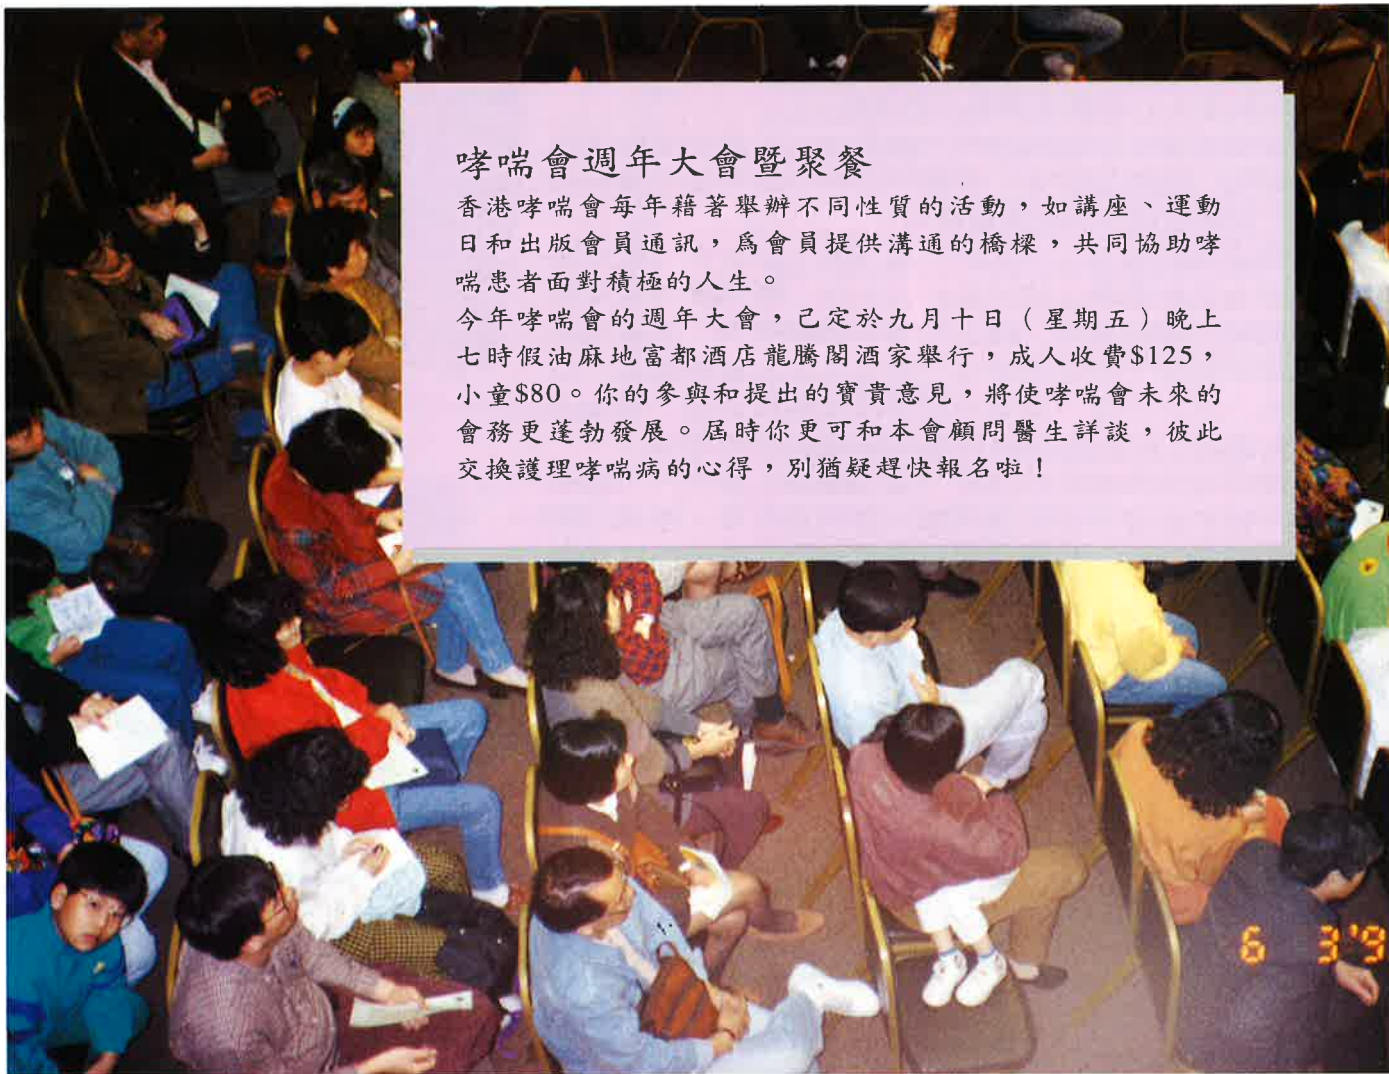 哮喘會週年大會暨聚餐
香港哮喘會每年藉著舉辦不同性質的活動，如講座、運動
日和出版會員通訊，爲會員提供溝通的橋樑，共同協助哮
喘患者面對積極的人生。
今年哮喘會的週年大會，已定於九月十日（星期五）晚上
七時假油麻地富都酒店龍騰閣酒家舉行，成人收費$125，
小童$80。你的參與和提出的寶貴意見，將使哮喘會未來的
會務更蓬勃發展。屆時你更可和本會顧問醫生詳談，彼此
交換護理哮喘病的心得，別猶疑趕快報名啦！
6 3'9